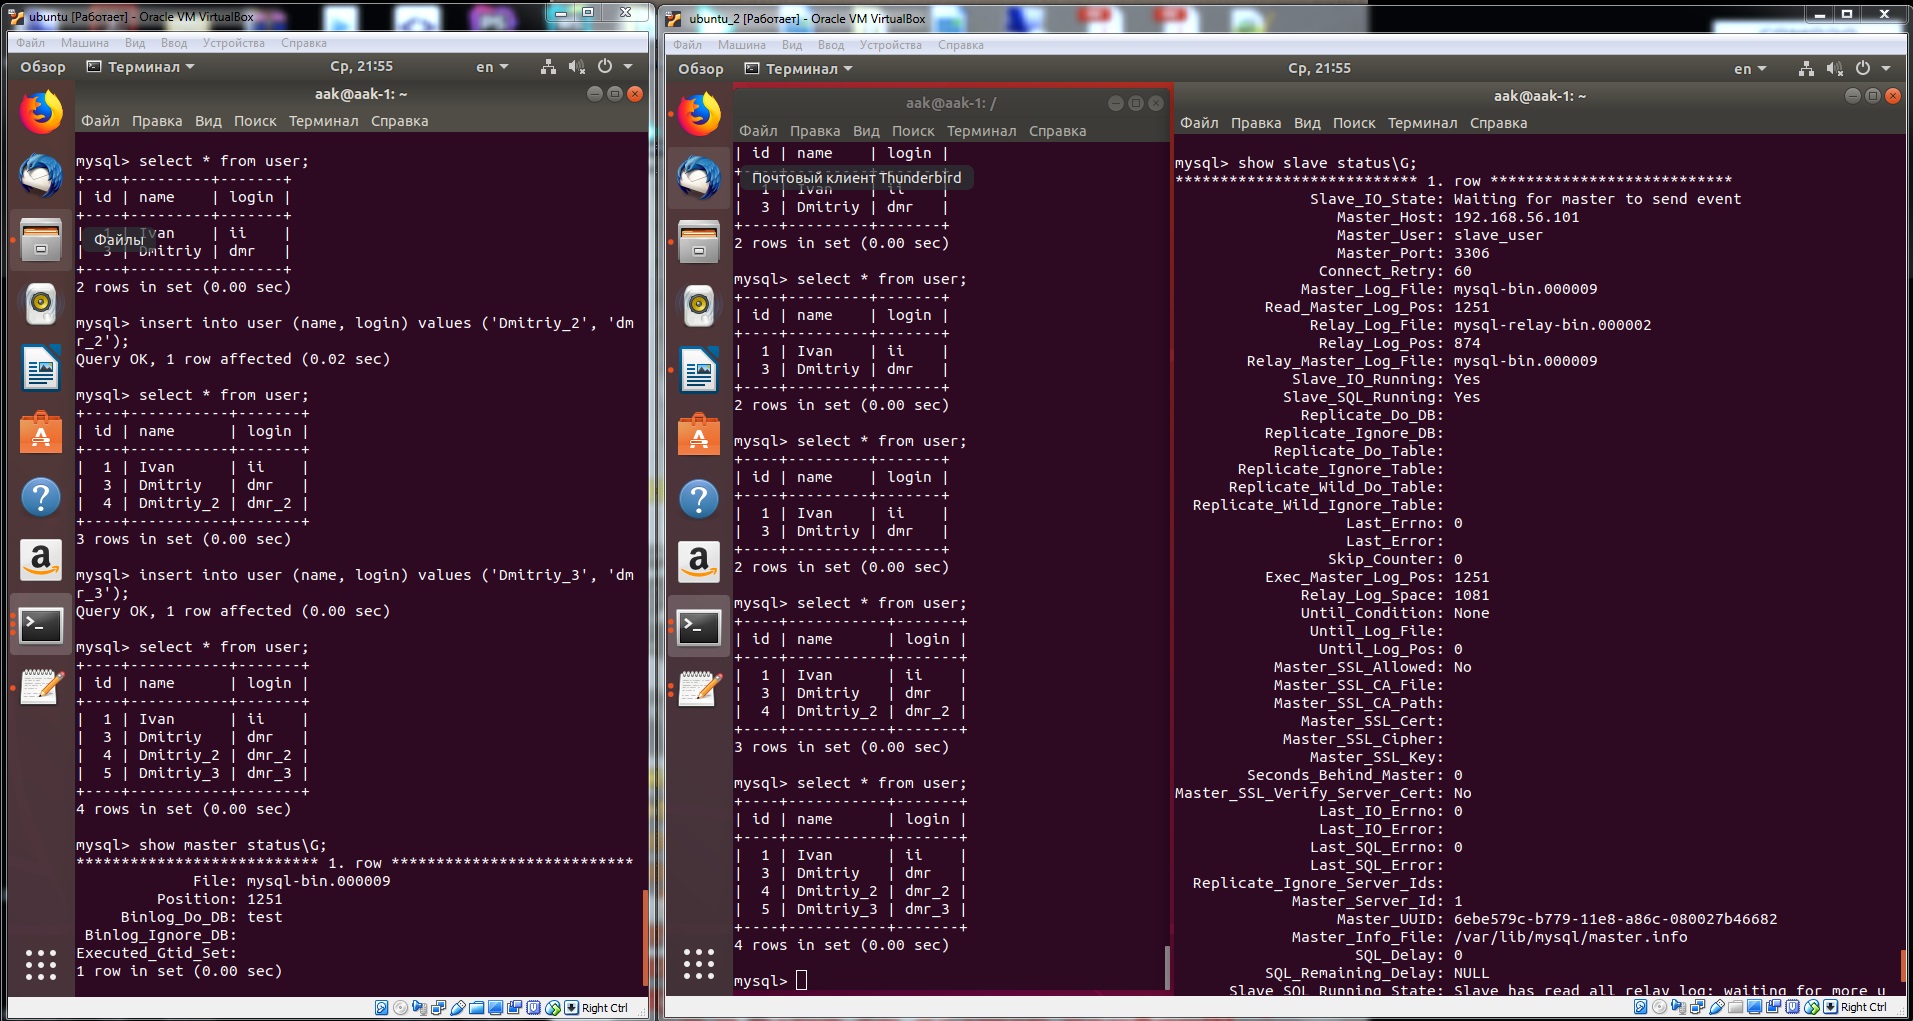 ubuntu [Работает] - Oracle VM VirtualBox
Файл Машина Вид Ввод Устройства Справка
Обзор Терминал Ср, 21:55 en
aak@aak-1: ~
Файл Правка Вид Поиск Терминал Справка
mysql> select * from user;
+----+---------+-------+
| id | name    | login |
+----+---------+-------+
| 1 | Ivan    | ii    |
Файлы
| 3 | Dmitriy | dmr   |
+----+---------+-------+
2 rows in set (0.00 sec)
mysql> insert into user (name, login) values ('Dmitriy_2', 'dm
r_2');
Query OK, 1 row affected (0.02 sec)
mysql> select * from user;
+----+-----------+-------+
| id | name      | login |
+----+-----------+-------+
|  1 | Ivan      | ii    |
|  3 | Dmitriy   | dmr   |
|  4 | Dmitriy_2 | dmr_2 |
+----+-----------+-------+
3 rows in set (0.00 sec)
mysql> insert into user (name, login) values ('Dmitriy_3', 'dm
r_3');
Query OK, 1 row affected (0.00 sec)
mysql> select * from user;
+----+-----------+-------+
| id | name      | login |
+----+-----------+-------+
|  1 | Ivan      | ii    |
|  3 | Dmitriy   | dmr   |
|  4 | Dmitriy_2 | dmr_2 |
|  5 | Dmitriy_3 | dmr_3 |
+----+-----------+-------+
4 rows in set (0.00 sec)
mysql> show master status\G;
*************************** 1. row ***************************
File: mysql-bin.000009
Position: 1251
Binlog_Do_DB: test
Binlog_Ignore_DB:
Executed_Gtid_Set:
1 row in set (0.00 sec)
Right Ctrl
ubuntu_2 [Работает] - Oracle VM VirtualBox
Файл Машина Вид Ввод Устройства Справка
Обзор Терминал Ср, 21:55 en
aak@aak-1: /
Файл Правка Вид Поиск Терминал Справка
| id | name    | login |
Почтовый клиент Thunderbird
| 1 | Ivan    | ii    |
|  3 | Dmitriy | dmr   |
+----+---------+-------+
2 rows in set (0.00 sec)
mysql> select * from user;
+----+---------+-------+
| id | name    | login |
+----+---------+-------+
|  1 | Ivan    | ii    |
|  3 | Dmitriy | dmr   |
+----+---------+-------+
2 rows in set (0.00 sec)
mysql> select * from user;
+----+---------+-------+
| id | name    | login |
+----+---------+-------+
|  1 | Ivan    | ii    |
|  3 | Dmitriy | dmr   |
+----+---------+-------+
2 rows in set (0.00 sec)
mysql> select * from user;
+----+-----------+-------+
| id | name      | login |
+----+-----------+-------+
|  1 | Ivan      | ii    |
|  3 | Dmitriy   | dmr   |
|  4 | Dmitriy_2 | dmr_2 |
+----+-----------+-------+
3 rows in set (0.00 sec)
mysql> select * from user;
+----+-----------+-------+
| id | name      | login |
+----+-----------+-------+
|  1 | Ivan      | ii    |
|  3 | Dmitriy   | dmr   |
|  4 | Dmitriy_2 | dmr_2 |
|  5 | Dmitriy_3 | dmr_3 |
+----+-----------+-------+
4 rows in set (0.00 sec)
mysql>
aak@aak-1: ~
Файл Правка Вид Поиск Терминал Справка
mysql> show slave status\G;
*************************** 1. row ***************************
Slave_IO_State: Waiting for master to send event
Master_Host: 192.168.56.101
Master_User: slave_user
Master_Port: 3306
Connect_Retry: 60
Master_Log_File: mysql-bin.000009
Read_Master_Log_Pos: 1251
Relay_Log_File: mysql-relay-bin.000002
Relay_Log_Pos: 874
Relay_Master_Log_File: mysql-bin.000009
Slave_IO_Running: Yes
Slave_SQL_Running: Yes
Replicate_Do_DB:
Replicate_Ignore_DB:
Replicate_Do_Table:
Replicate_Ignore_Table:
Replicate_Wild_Do_Table:
Replicate_Wild_Ignore_Table:
Last_Errno: 0
Last_Error:
Skip_Counter: 0
Exec_Master_Log_Pos: 1251
Relay_Log_Space: 1081
Until_Condition: None
Until_Log_File:
Until_Log_Pos: 0
Master_SSL_Allowed: No
Master_SSL_CA_File:
Master_SSL_CA_Path:
Master_SSL_Cert:
Master_SSL_Cipher:
Master_SSL_Key:
Seconds_Behind_Master: 0
Master_SSL_Verify_Server_Cert: No
Last_IO_Errno: 0
Last_IO_Error:
Last_SQL_Errno: 0
Last_SQL_Error:
Replicate_Ignore_Server_Ids:
Master_Server_Id: 1
Master_UUID: 6ebe579c-b779-11e8-a86c-080027b46682
Master_Info_File: /var/lib/mysql/master.info
SQL_Delay: 0
SQL_Remaining_Delay: NULL
Slave_SQL_Running_State: Slave has read all relay log; waiting for more u
Right Ctrl